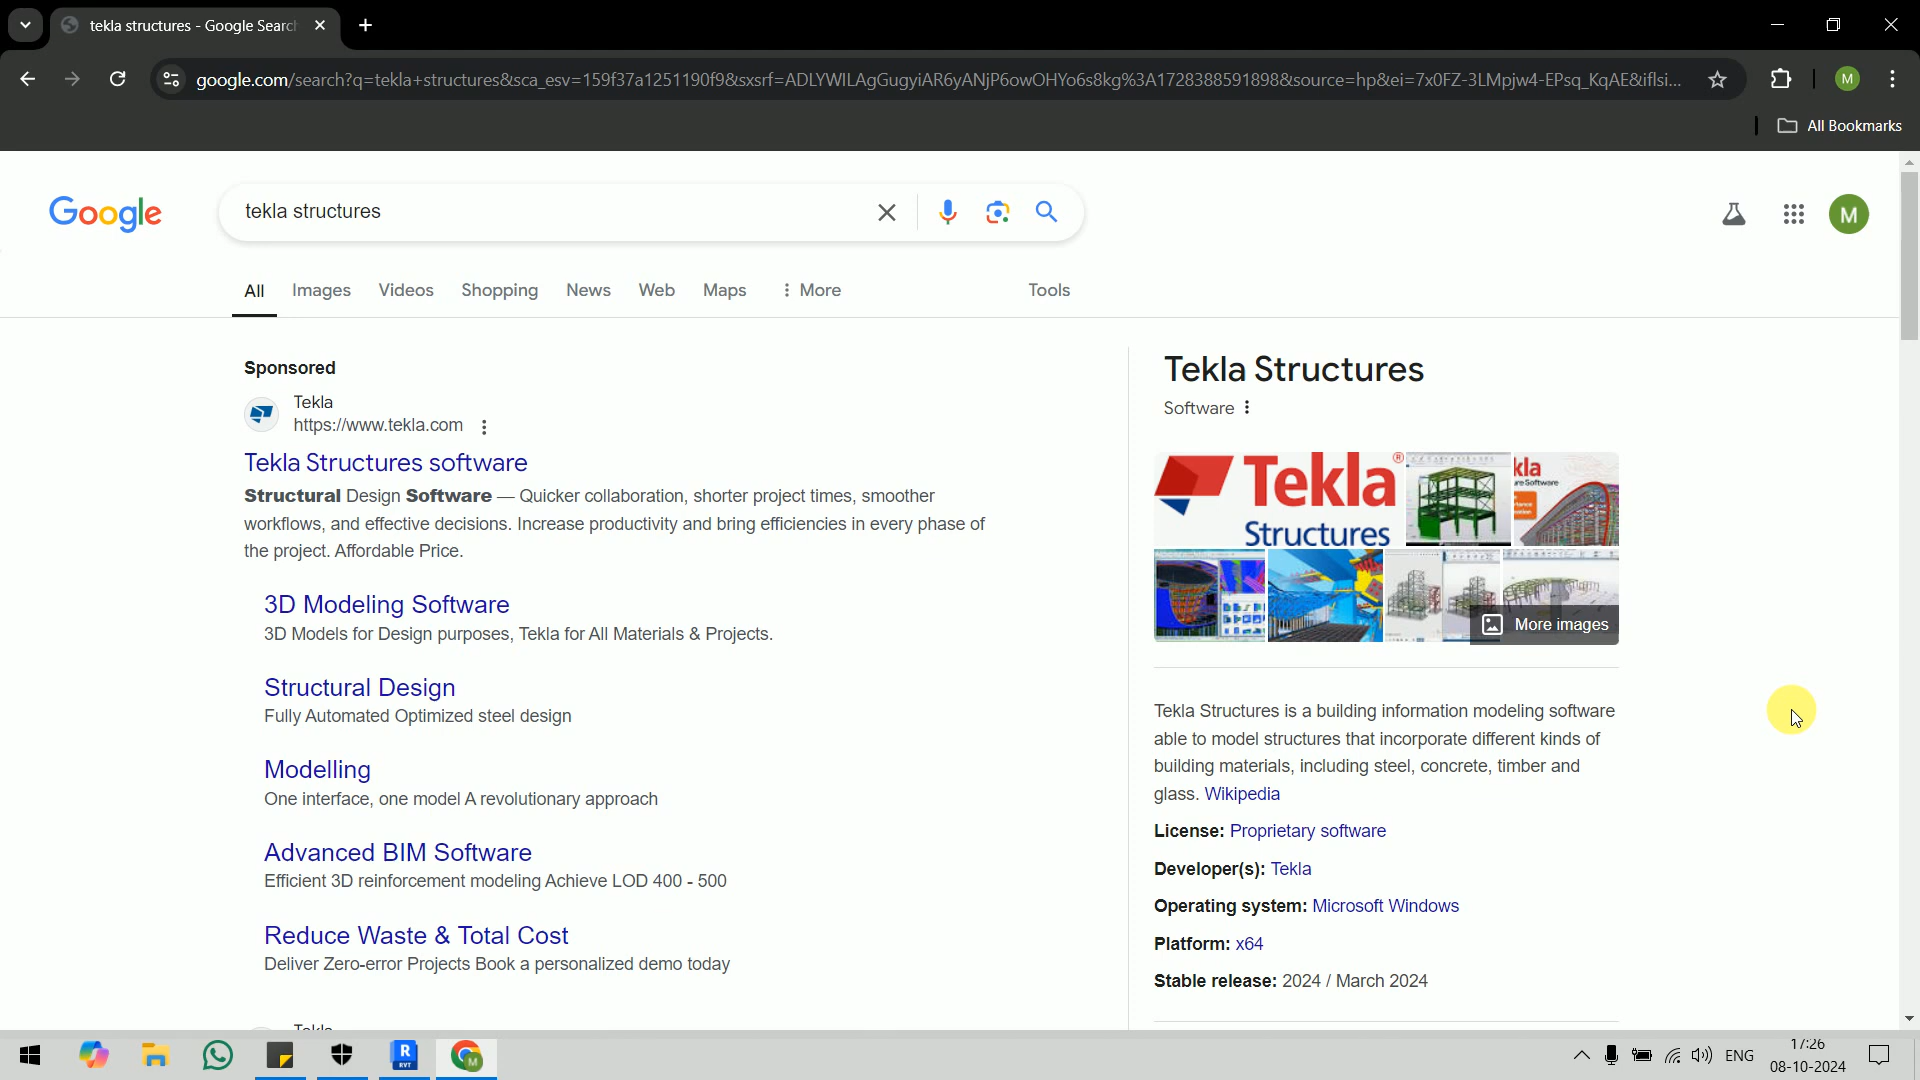 tekla structures - Google Search
google.com/search?q=tekla+structures&sca_esv=159f37a1251190f9&sxsrf=ADLYWILAgGugyiAR6yANjP6owOHYo6s8kg%3A1728388591898&source=hp&ei=7x0FZ-3LMpjw4-EPsq_KqAE&iflsi...
M
All Bookmarks
Google
tekla structures
M
All Images Videos Shopping News Web Maps More Tools
Sponsored
Tekla
https://www.tekla.com
Tekla Structures software
Structural Design Software — Quicker collaboration, shorter project times, smoother
workflows, and effective decisions. Increase productivity and bring efficiencies in every phase of
the project. Affordable Price.
3D Modeling Software
3D Models for Design purposes, Tekla for All Materials & Projects.
Structural Design
Fully Automated Optimized steel design
Modelling
One interface, one model A revolutionary approach
Advanced BIM Software
Efficient 3D reinforcement modeling Achieve LOD 400 - 500
Reduce Waste & Total Cost
Deliver Zero-error Projects Book a personalized demo today
Tekla
Tekla Structures
Software
Tekla®
Structures
kla
More images
Tekla Structures is a building information modeling software
able to model structures that incorporate different kinds of
building materials, including steel, concrete, timber and
glass. Wikipedia
License: Proprietary software
Developer(s): Tekla
Operating system: Microsoft Windows
Platform: x64
Stable release: 2024 / March 2024
R
RVT
M
ENG
17:26
08-10-2024